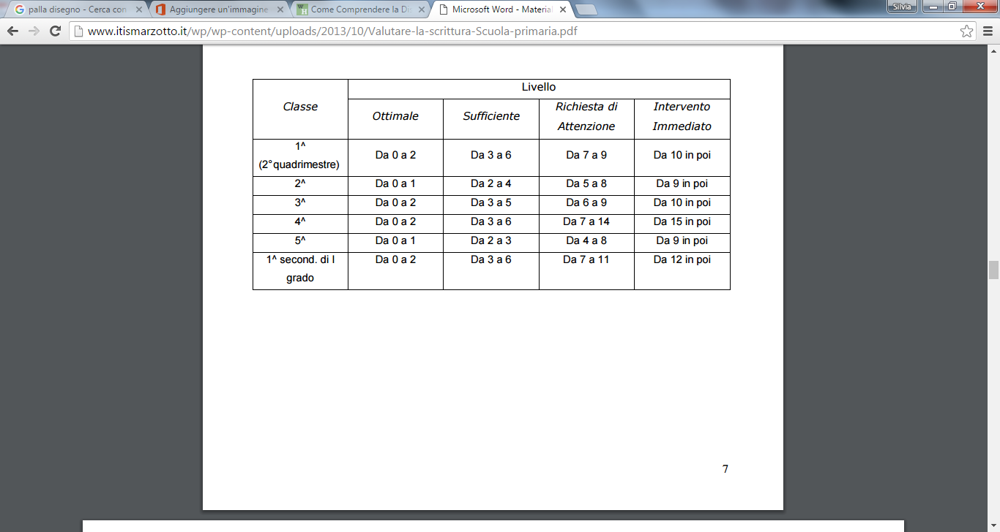 palla disegno - Cerca con
Aggiungere un'immagine
Come Comprendere la Di
Microsoft Word - Material
Silvia
www.itismarzotto.it/wp/wp-content/uploads/2013/10/Valutare-la-scrittura-Scuola-primaria.pdf
Classe
Livello
Ottimale
Sufficiente
Richiesta di
Attenzione
Intervento
Immediato
1^
(2°quadrimestre)
Da 0 a 2
Da 3 a 6
Da 7 a 9
Da 10 in poi
2^
Da 0 a 1
Da 2 a 4
Da 5 a 8
Da 9 in poi
3^
Da 0 a 2
Da 3 a 5
Da 6 a 9
Da 10 in poi
4^
Da 0 a 2
Da 3 a 6
Da 7 a 14
Da 15 in poi
5^
Da 0 a 1
Da 2 a 3
Da 4 a 8
Da 9 in poi
1^ second. di I
grado
Da 0 a 2
Da 3 a 6
Da 7 a 11
Da 12 in poi
7